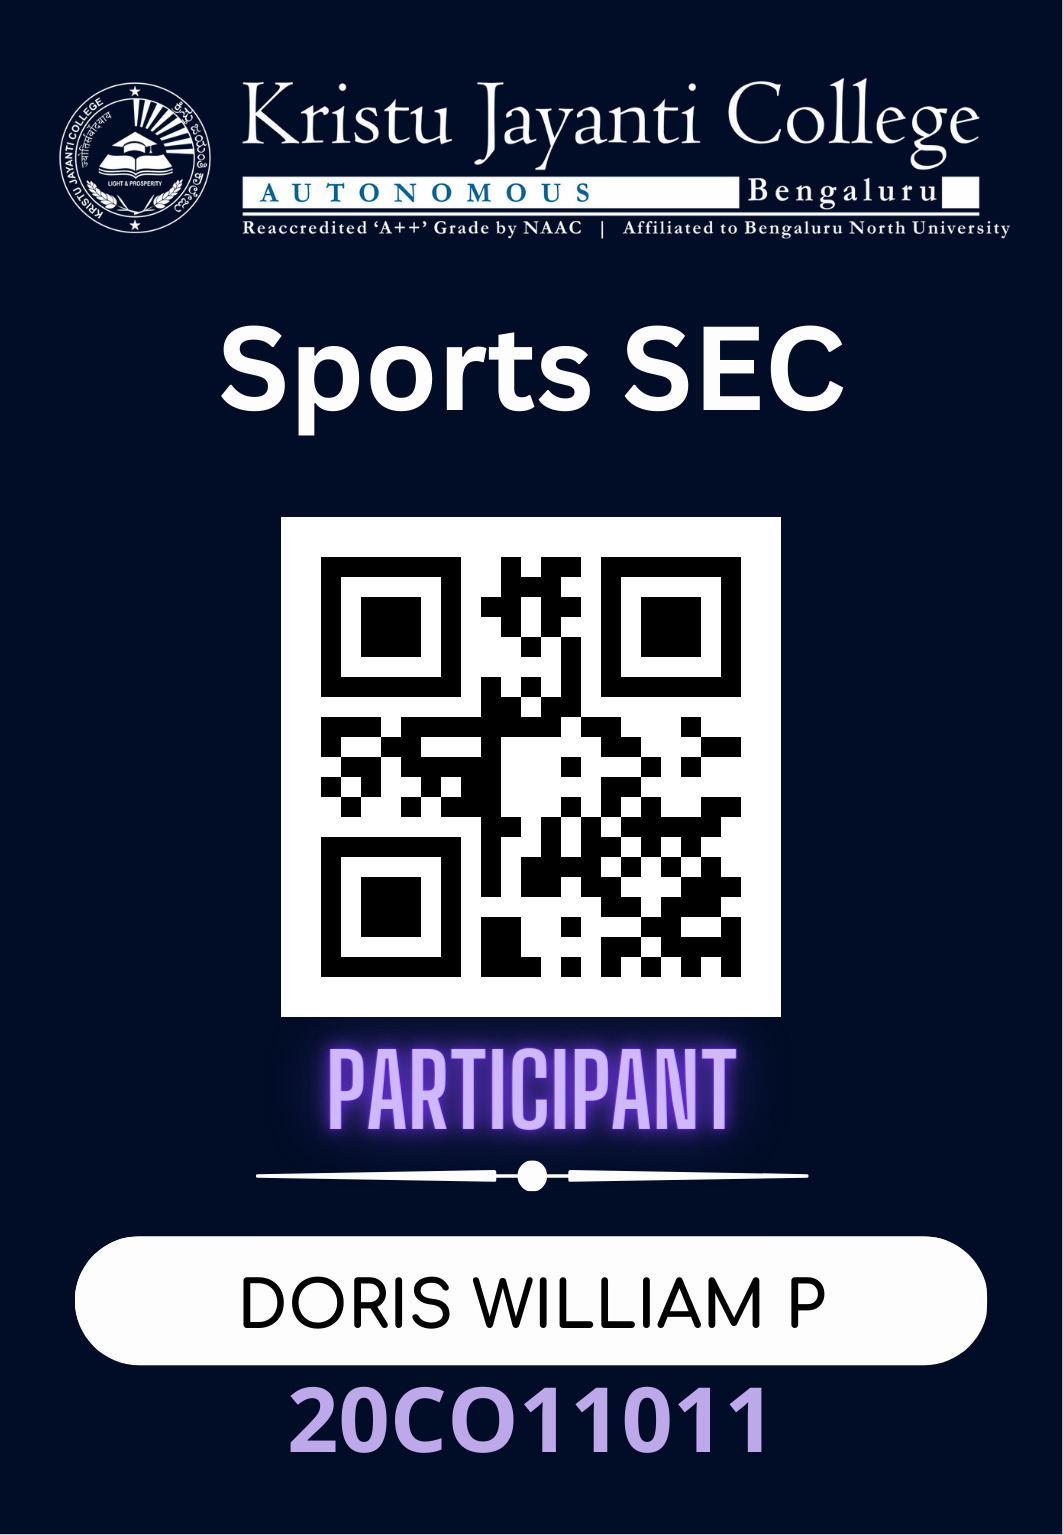 KRISTU JAYANTI COLLEGE
LIGHT & PROSPERITY
Kristu Jayanti College
AUTONOMOUS Bengaluru
Reaccredited ‘A++’ Grade by NAAC | Affiliated to Bengaluru North University
Sports SEC
PARTICIPANT
DORIS WILLIAM P
20CO11011